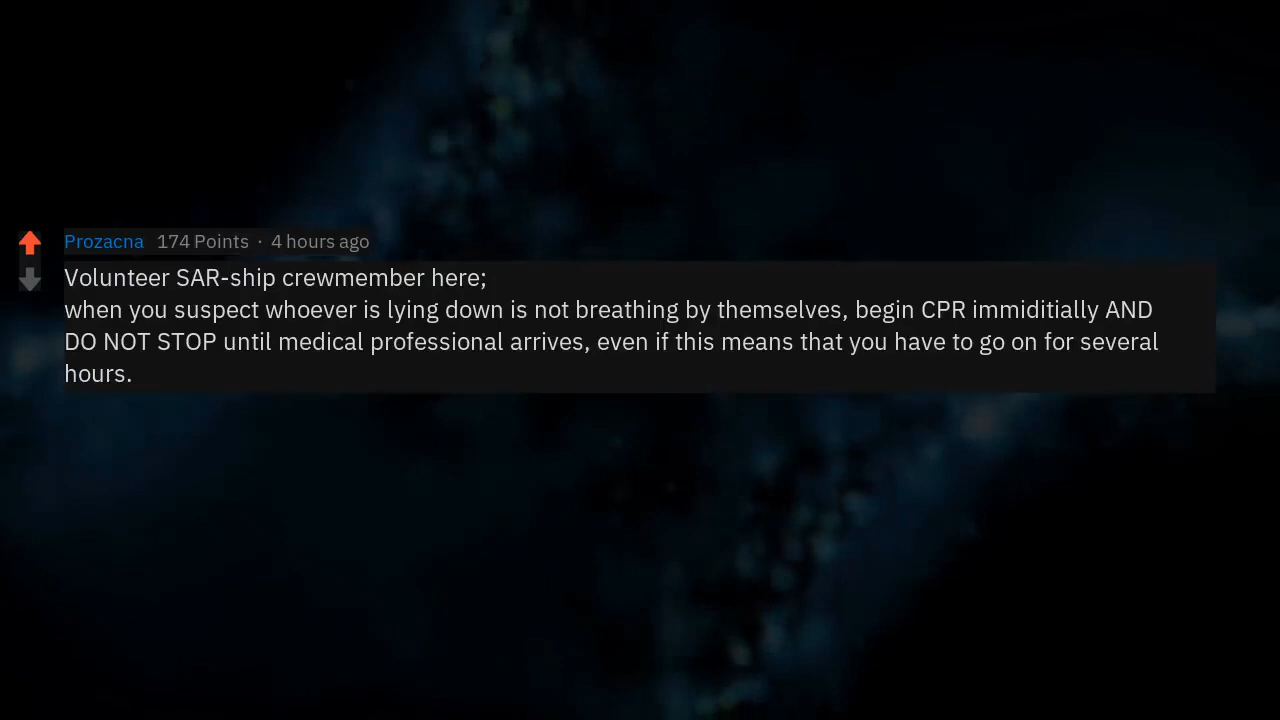 Prozacna 174 Points · 4 hours ago
Volunteer SAR-ship crewmember here;
when you suspect whoever is lying down is not breathing by themselves, begin CPR immiditially AND
DO NOT STOP until medical professional arrives, even if this means that you have to go on for several
hours.